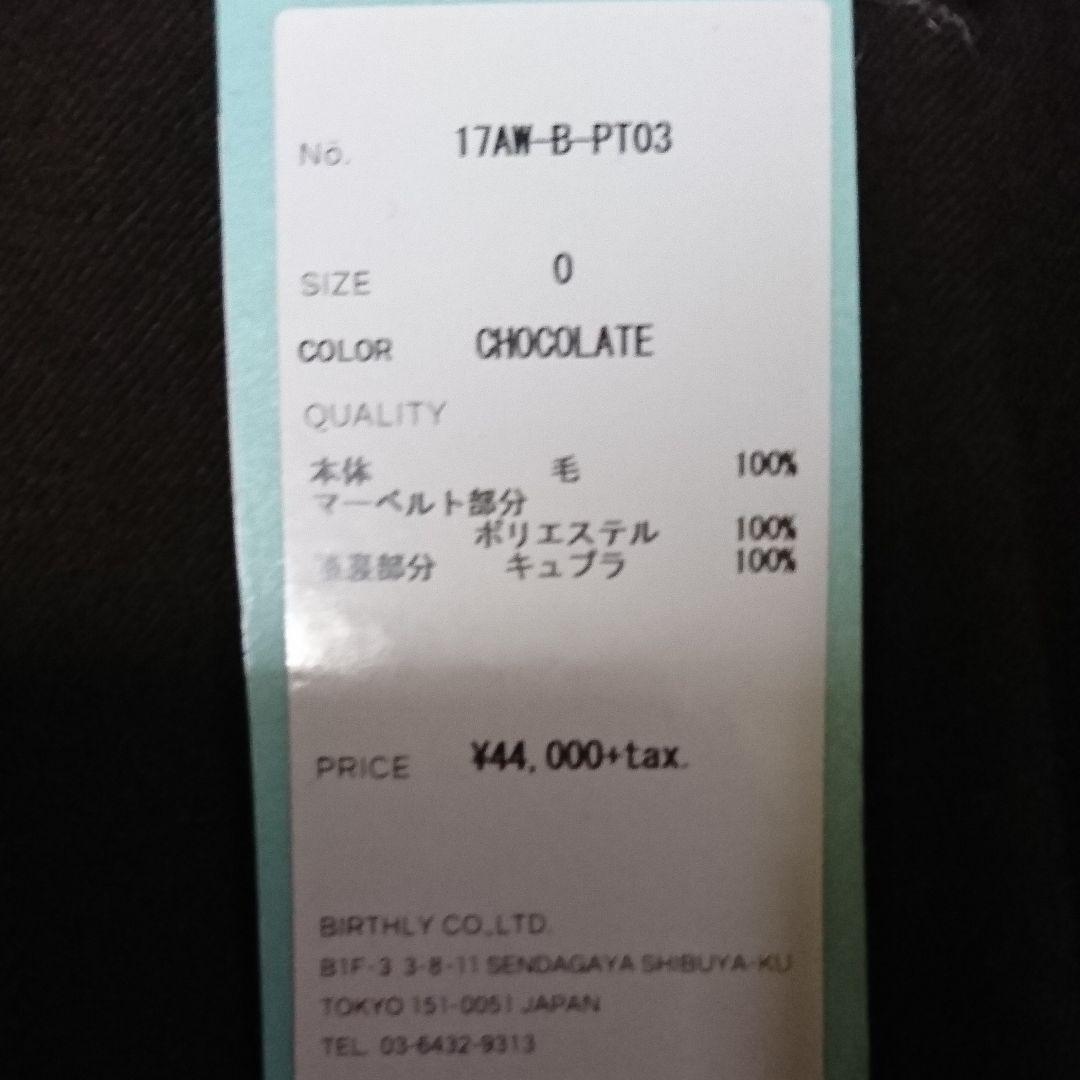 No. 17AW-B-PT03
SIZE 0
COLOR CHOCOLATE
QUALITY
本体 毛 100%
マーベルト部分
ポリエステル 100%
裏部分 キュプラ 100%
PRICE ¥44,000+tax.
BIRTHLY CO.,LTD.
B1F-3 3-8-11 SENDAGAYA SHIBUYA-KU
TOKYO 151-0051 JAPAN
TEL. 03-6432-9313